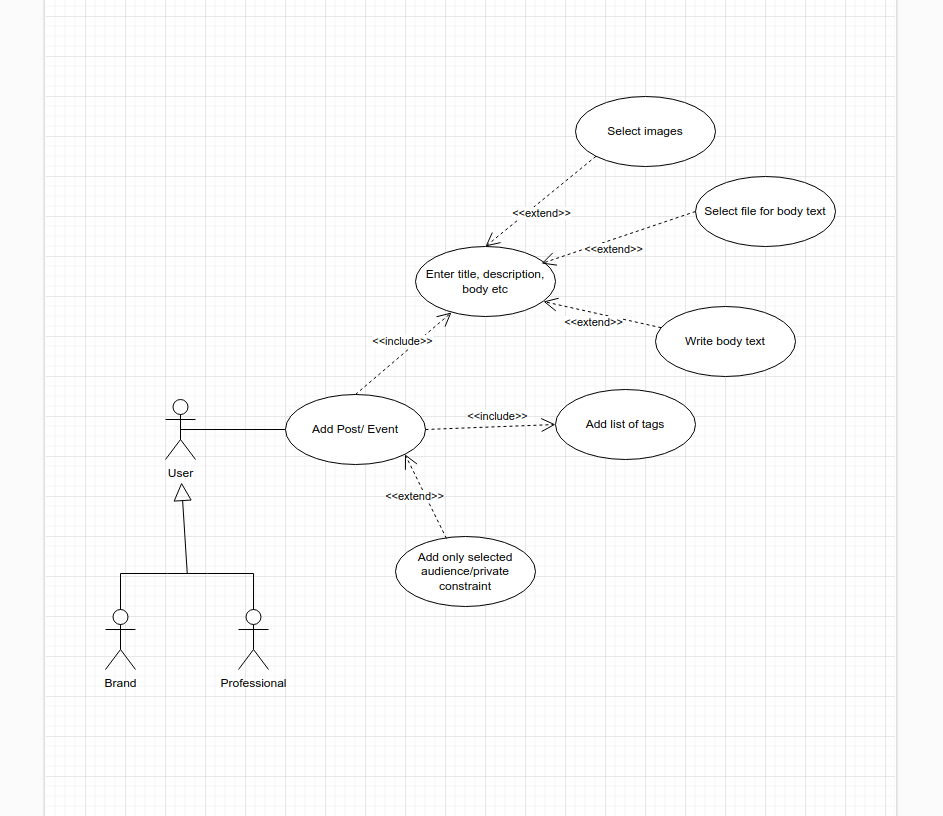 Select images
<<extend>>
Select file for body text
<<extend>>
Enter title, description,
body etc
<<extend>>
Write body text
<<include>>
Add Post/ Event
<<include>>
Add list of tags
User
<<extend>>
Add only selected
audience/private
constraint
Brand
Professional